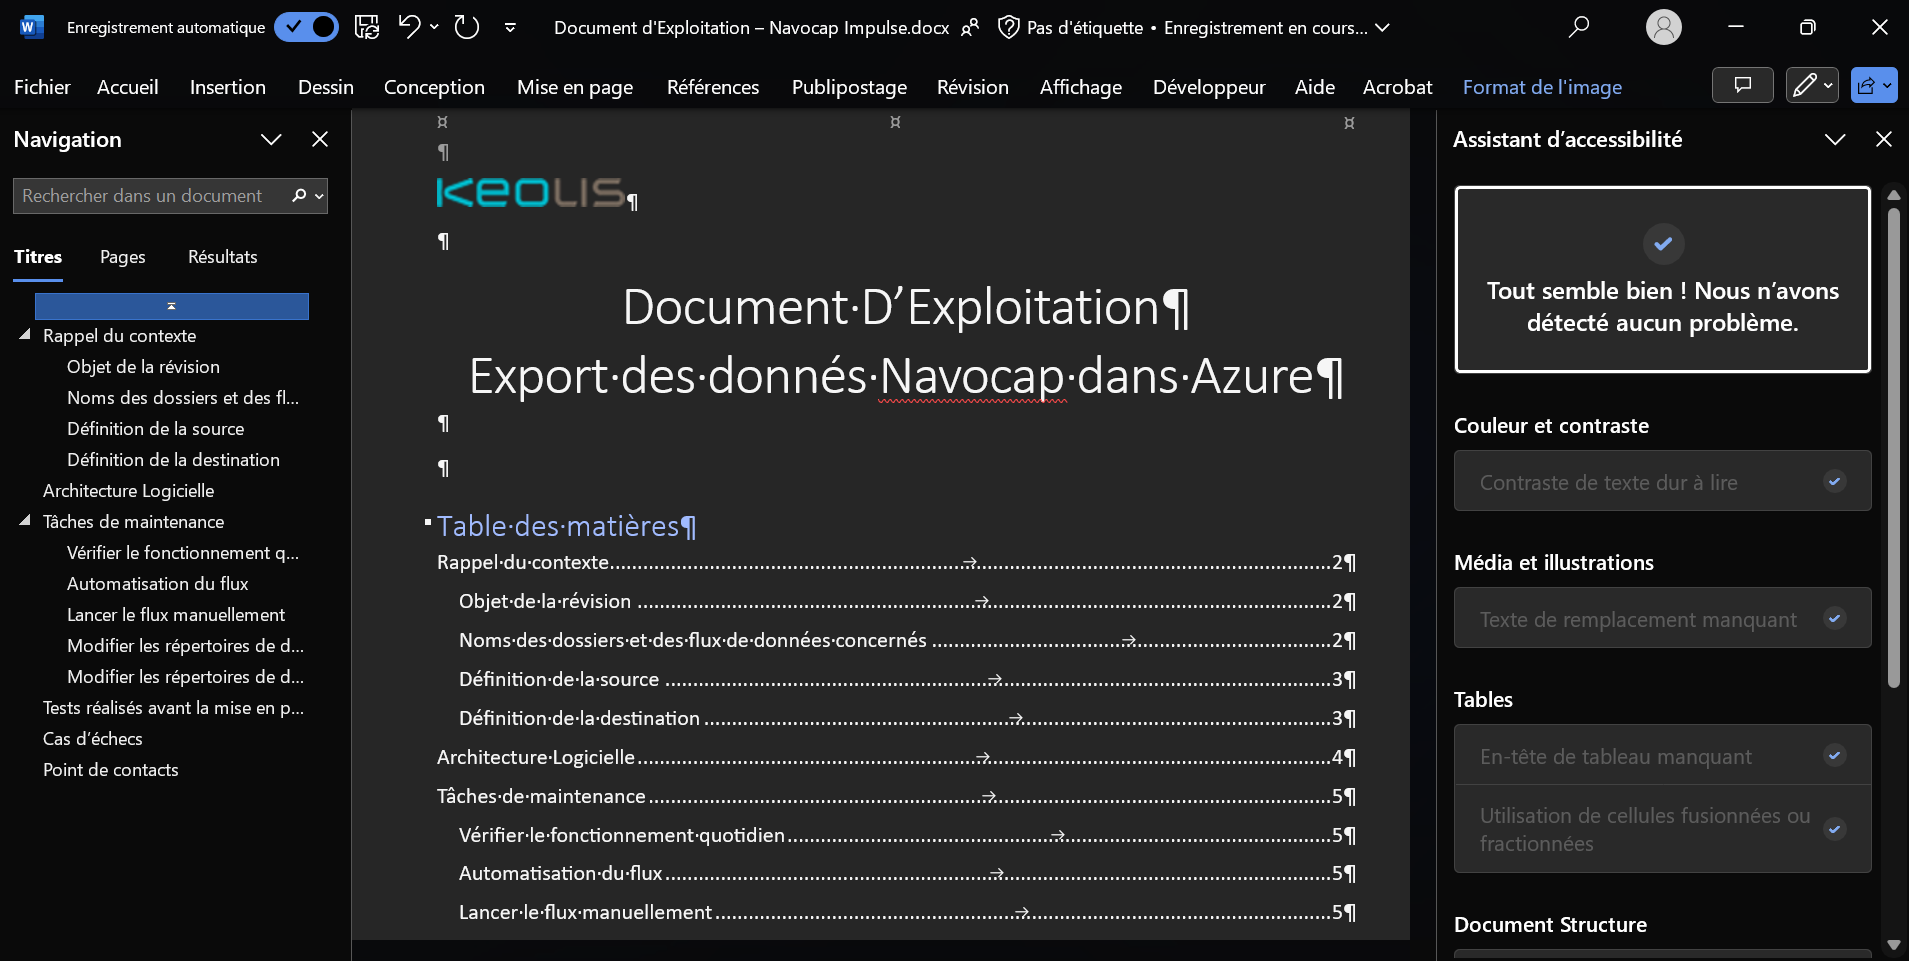 Enregistrement automatique
Document d'Exploitation – Navocap Impulse.docx
Pas d'étiquette • Enregistrement en cours...
Fichier Accueil Insertion Dessin Conception Mise en page Références Publipostage Révision Affichage Développeur Aide Acrobat Format de l'image
Navigation
Rechercher dans un document
Titres Pages Résultats
Rappel du contexte
Objet de la révision
Noms des dossiers et des fl...
Définition de la source
Définition de la destination
Architecture Logicielle
Tâches de maintenance
Vérifier le fonctionnement q...
Automatisation du flux
Lancer le flux manuellement
Modifier les répertoires de d...
Modifier les répertoires de d...
Tests réalisés avant la mise en p...
Cas d'échecs
Point de contacts
¤ ¤ ¤
¶
KEOLIS¶
¶
Document·D’Exploitation¶
Export·des·donnés·Navocap·dans·Azure¶
¶
¶
Table·des·matières¶
Rappel·du·contexte → 2¶
Objet·de·la·révision → 2¶
Noms·des·dossiers·et·des·flux·de·données·concernés → 2¶
Définition·de·la·source → 3¶
Définition·de·la·destination → 3¶
Architecture·Logicielle → 4¶
Tâches·de·maintenance → 5¶
Vérifier·le·fonctionnement·quotidien → 5¶
Automatisation·du·flux → 5¶
Lancer·le·flux·manuellement → 5¶
Assistant d’accessibilité
Tout semble bien ! Nous n’avons
détecté aucun problème.
Couleur et contraste
Contraste de texte dur à lire
Média et illustrations
Texte de remplacement manquant
Tables
En-tête de tableau manquant
Utilisation de cellules fusionnées ou
fractionnées
Document Structure